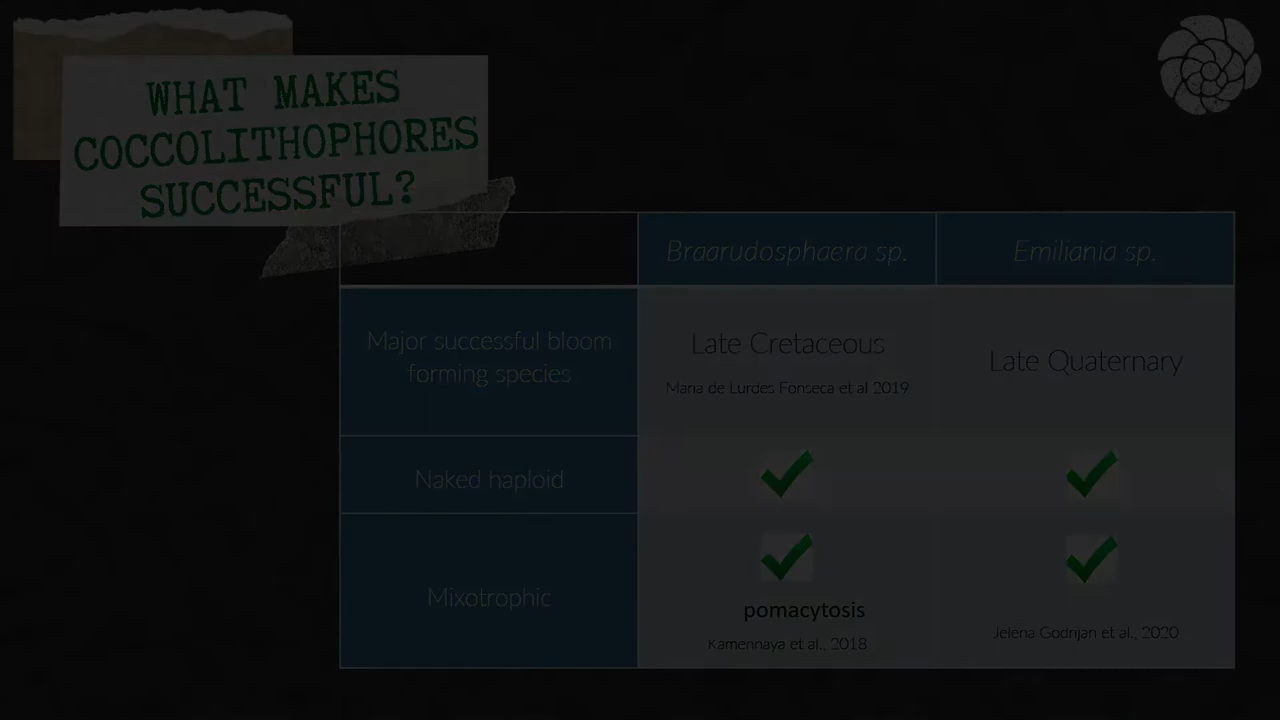 WHAT MAKES
COCCOLITHOPHORES
SUCCESSFUL?
Braarudosphaera sp.
Emiliania sp.
Major successful bloom
forming species
Late Cretaceous
Maria de Lurdes Fonseca et al 2019
Late Quaternary
Naked haploid
Mixotrophic
pomacytosis
Kamennaya et al., 2018
Jelena Godrijan et al., 2020